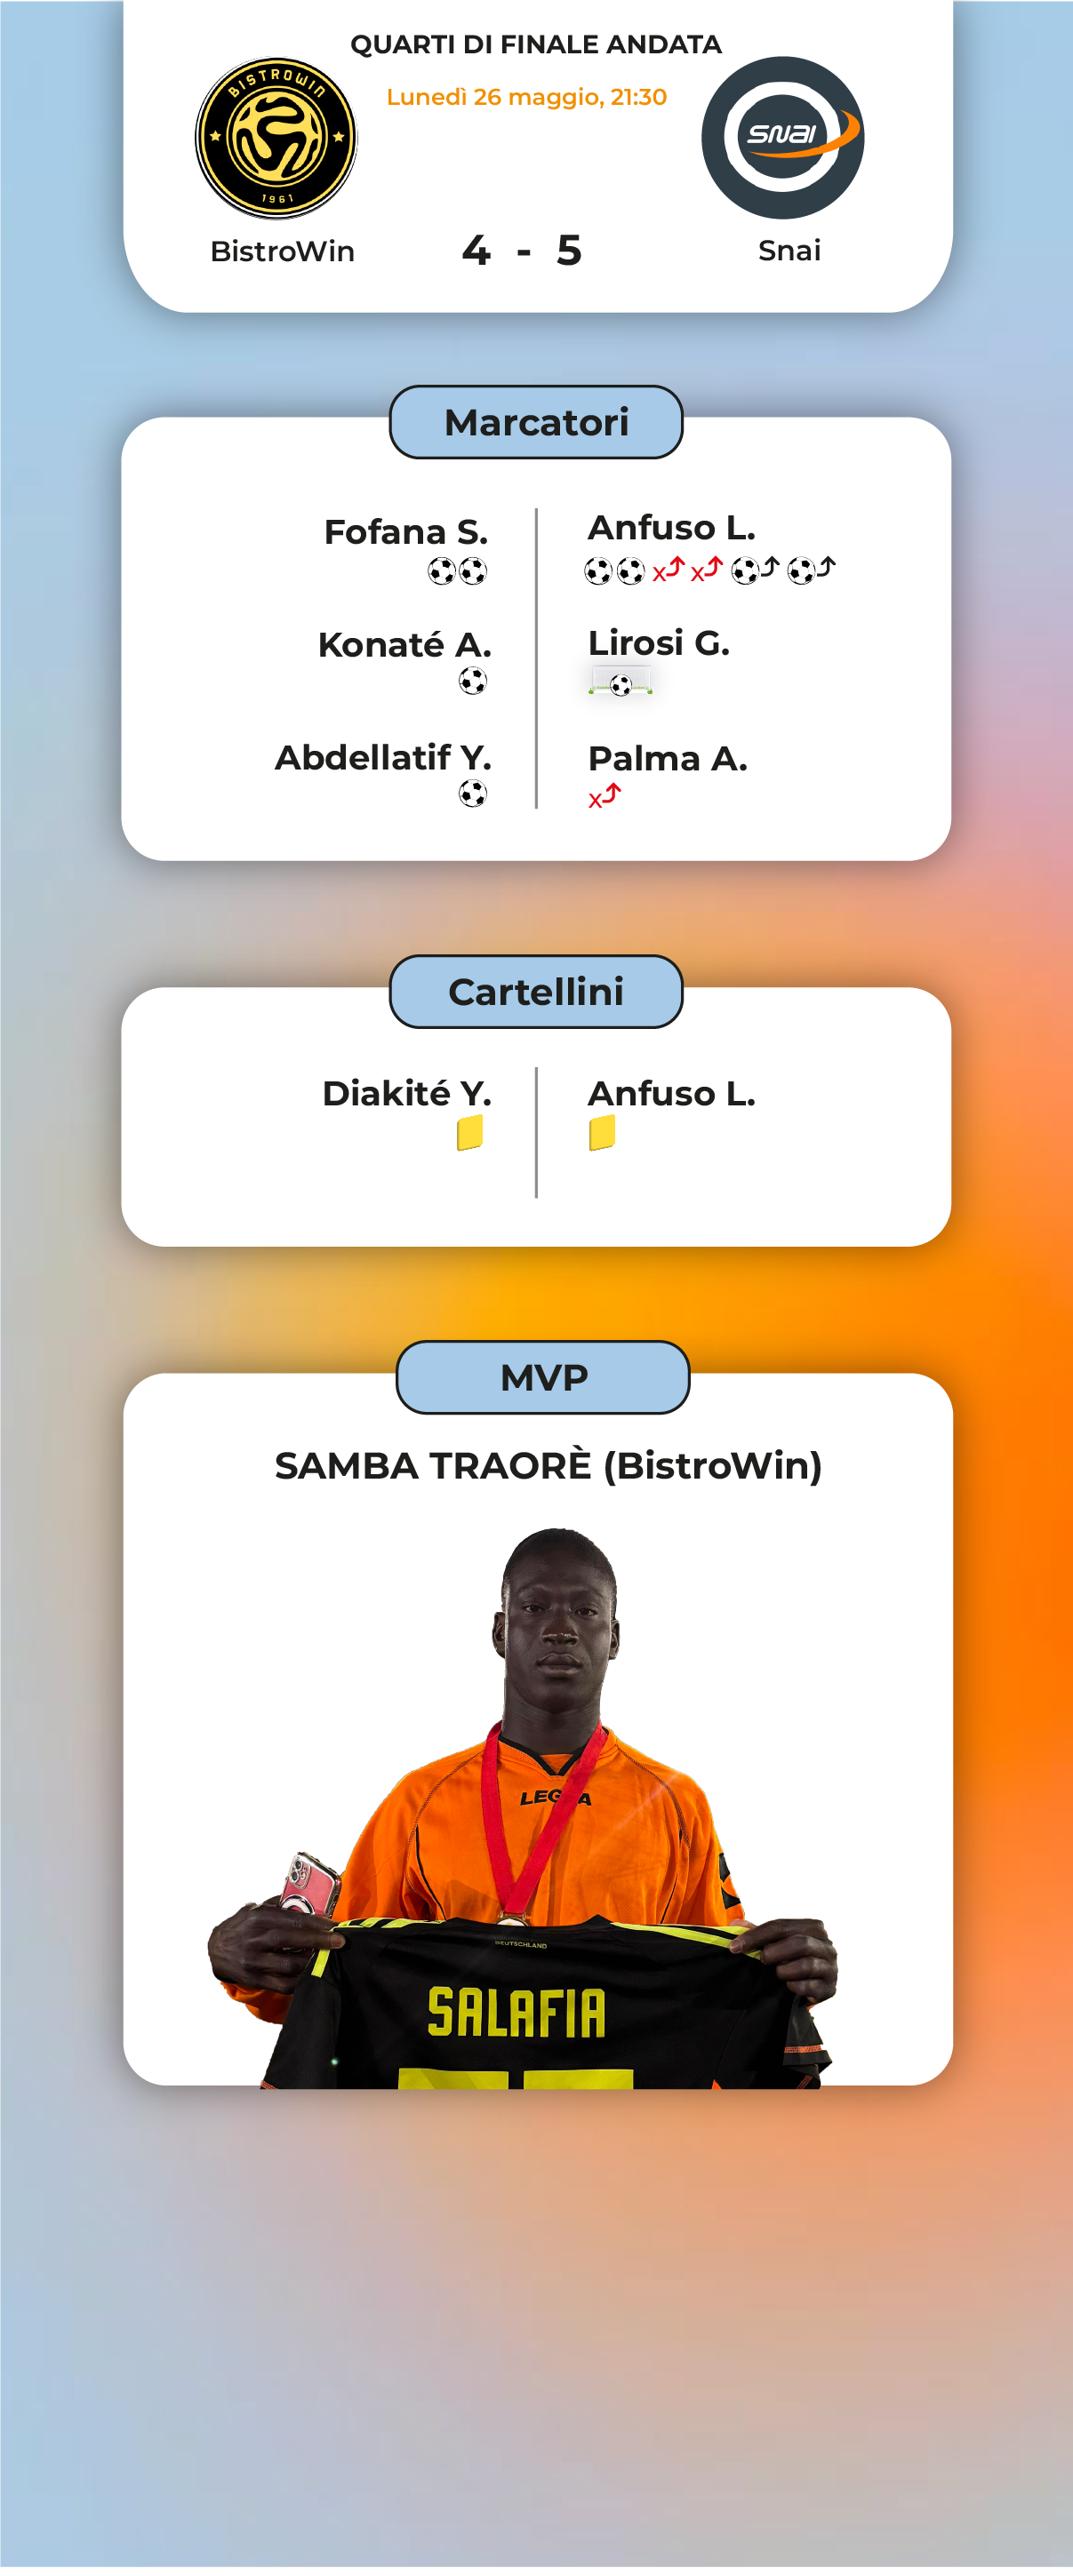 QUARTI DI FINALE ANDATA
Lunedì 26 maggio, 21:30
BISTROWIN
1961
SNAI
BistroWin
4 - 5
Snai
Marcatori
Fofana S.
Anfuso L.
x x
Konaté A.
Lirosi G.
Abdellatif Y.
Palma A.
x
Cartellini
Diakité Y.
Anfuso L.
MVP
SAMBA TRAORÈ (BistroWin)
DEUTSCHLAND
SALAFIA